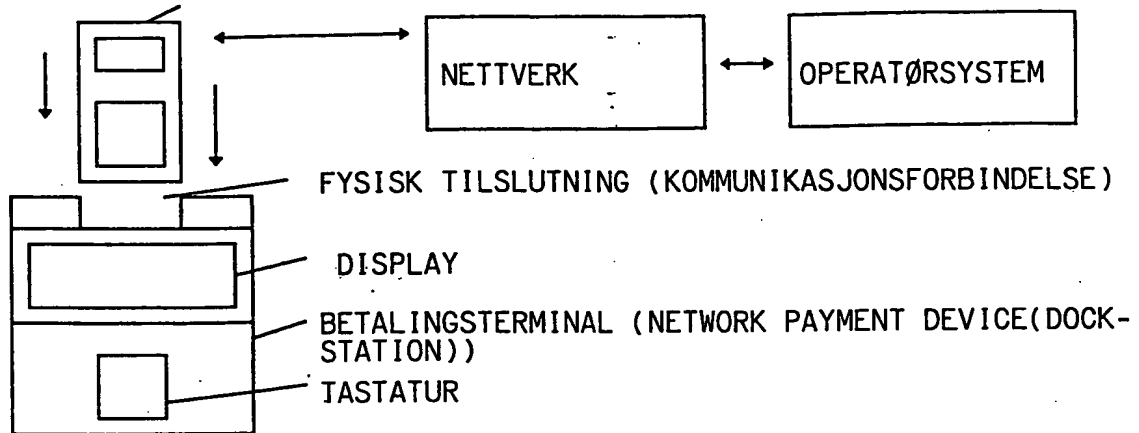 NETTVERK
OPERATØRSYSTEM
FYSISK TILSLUTNING (KOMMUNIKASJONSFORBINDELSE)
DISPLAY
BETALINGSTERMINAL (NETWORK PAYMENT DEVICE(DOCK-
STATION))
TASTATUR